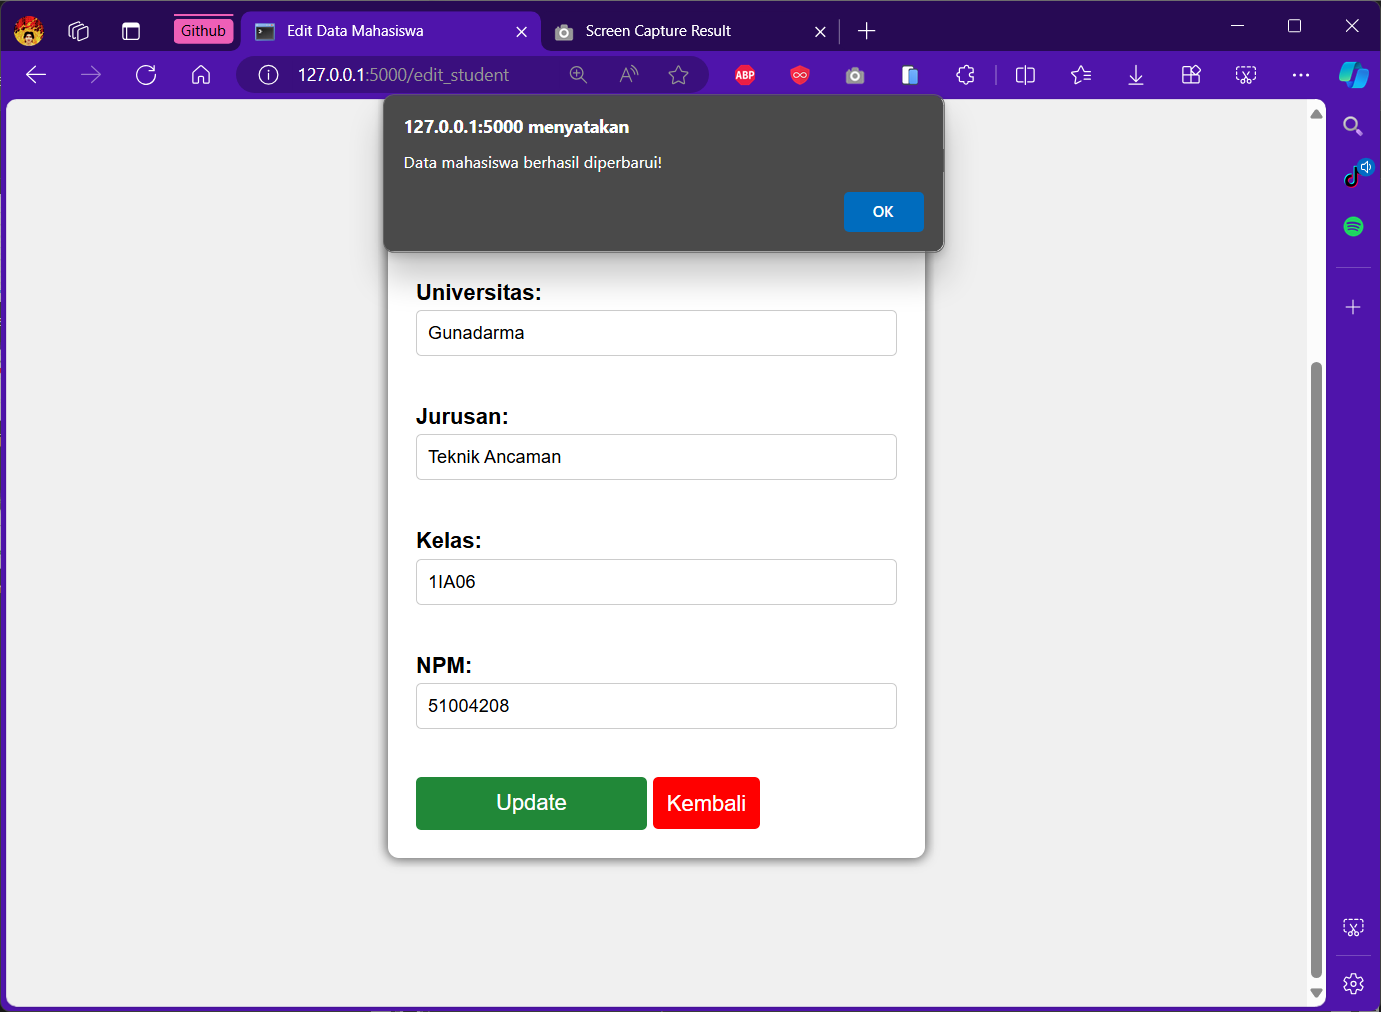 Github
Edit Data Mahasiswa
Screen Capture Result
127.0.0.1:5000/edit_student
ABP
127.0.0.1:5000 menyatakan
Data mahasiswa berhasil diperbarui!
OK
Universitas:
Gunadarma
Jurusan:
Teknik Ancaman
Kelas:
1IA06
NPM:
51004208
Update
Kembali